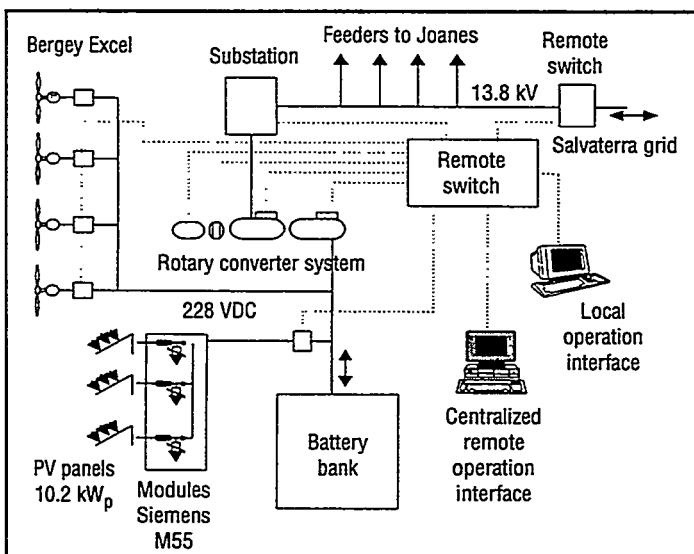 Bergey Excel
Substation
Feeders to Joanes
Remote
switch
13.8 kV
Salvaterra grid
Remote
switch
Rotary converter system
228 VDC
Local
operation
interface
Centralized
remote
operation
interface
Battery
bank
PV panels
10.2 kWp
Modules
Siemens
M55